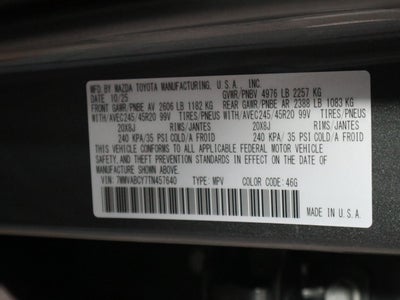 MFD. BY MAZDA TOYOTA MANUFACTURING, U.S.A., INC.
DATE 10/25 GVWR/PNBV 4976 LB 2257 KG
FRONT GAWR/PNBE AV 2606 LB 1182 KG REAR GAWR/PNBE AR 2388 LB 1083 KG
WITH/AVEC245/45R20 99V TIRES/PNEUS WITH/AVEC245/45R20 99V TIRES/PNEUS
20X8J RIMS/JANTES 20X8J RIMS/JANTES
240 KPA/ 35 PSI COLD/A FROID 240 KPA/ 35 PSI COLD/A FROID
THIS VEHICLE CONFORMS TO ALL APPLICABLE FEDERAL MOTOR VEHICLE
SAFETY, AND THEFT PREVENTION STANDARDS IN EFFECT ON THE DATE OF
MANUFACTURE SHOWN ABOVE.
VIN: 7MMVABCY7TN457640 TYPE: MPV COLOR CODE: 46G
MADE IN U.S.A.